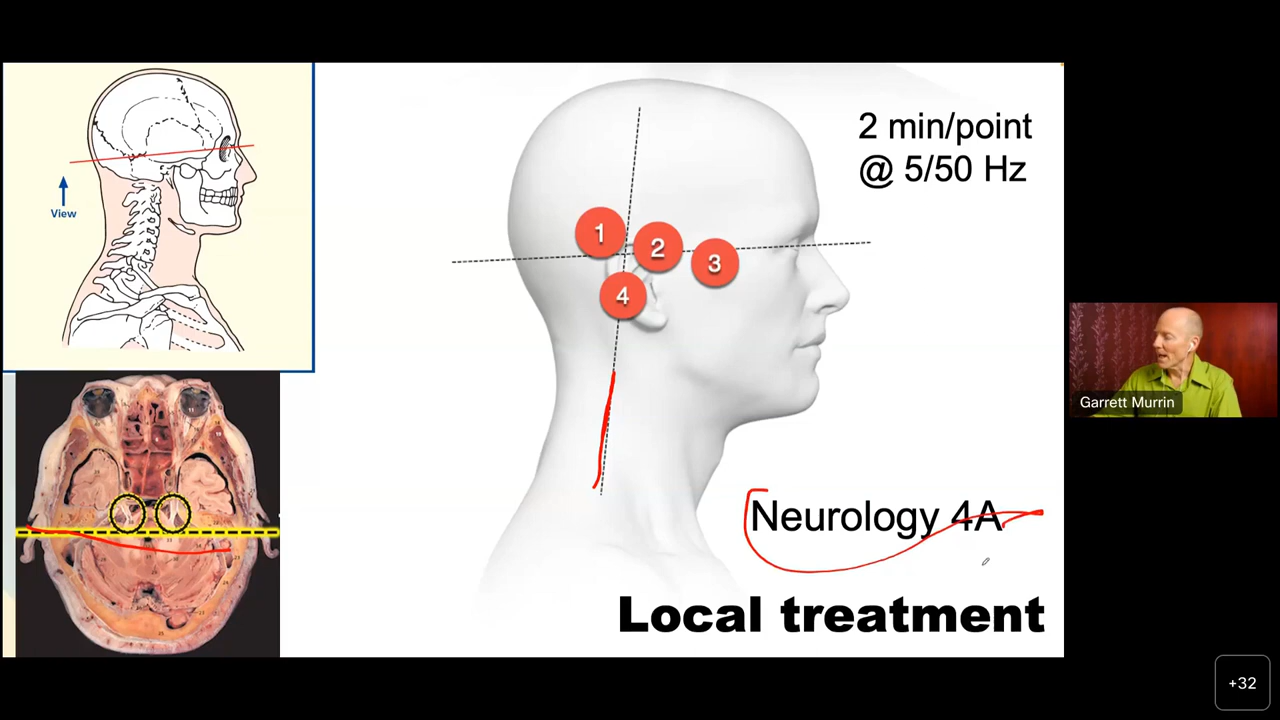 View
2 min/point
@ 5/50 Hz
1
2
3
4
Neurology 4A
Local treatment
Garrett Murrin
+32